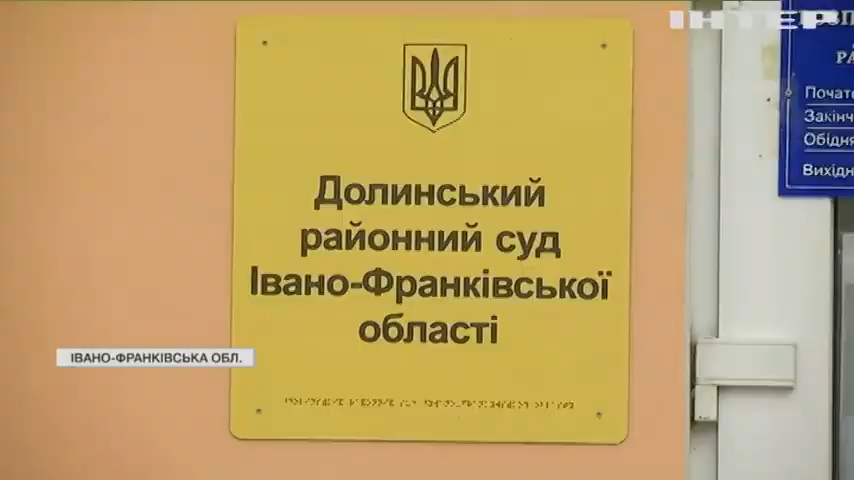 ІНТЕР
Долинський
районний суд
Івано-Франківської
області
ІВАНО-ФРАНКІВСЬКА ОБЛ.